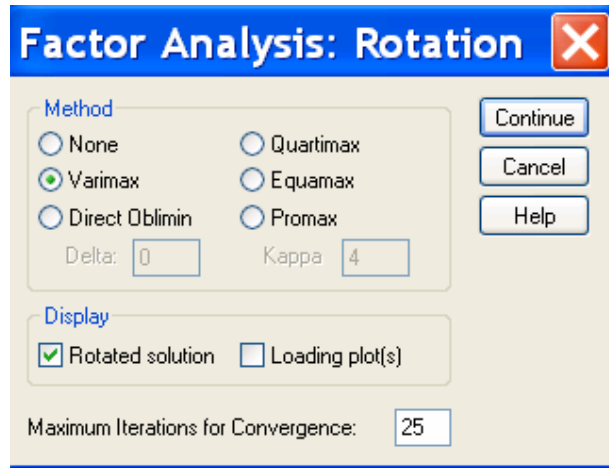 Factor Analysis: Rotation
Method
None
Quartimax
Varimax
Equamax
Direct Oblimin
Promax
Delta: 0
Kappa 4
Display
Rotated solution
Loading plot(s)
Maximum Iterations for Convergence: 25
Continue
Cancel
Help